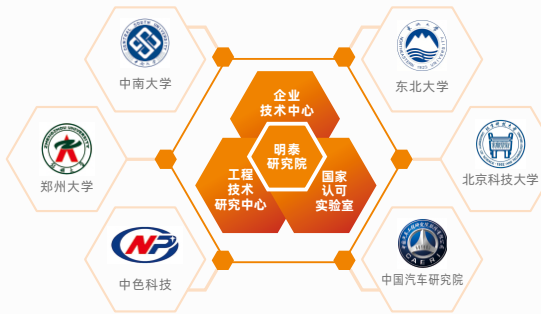 中南大学
东北大学
企业
技术中心
郑州大学
明泰
研究院
北京科技大学
工程
技术
研究中心
国家
认可
实验室
NP
中色科技
CAERI
中国汽车研究院